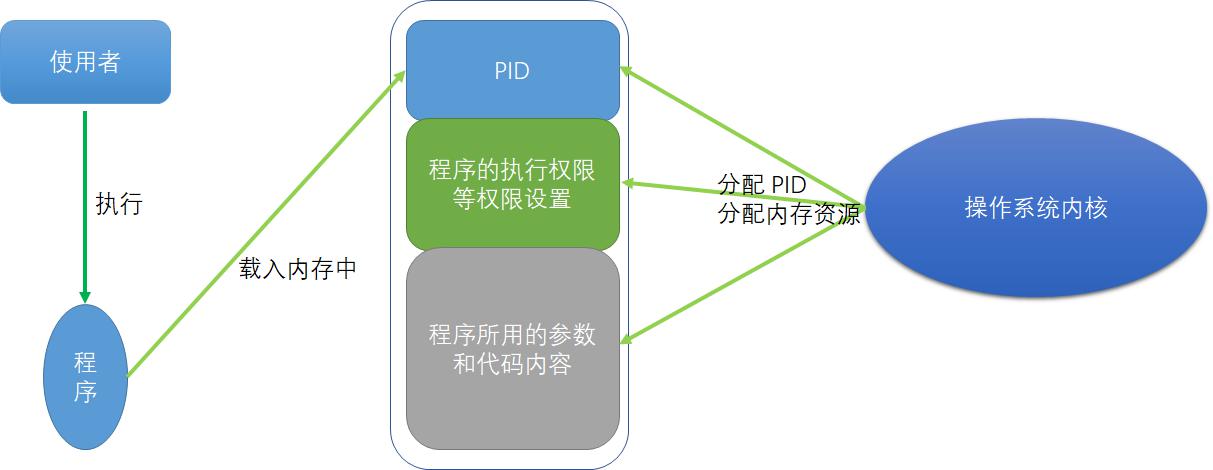 使用者
执行
程
序
载入内存中
PID
程序的执行权限
等权限设置
程序所用的参数
和代码内容
分配 PID
分配内存资源
操作系统内核